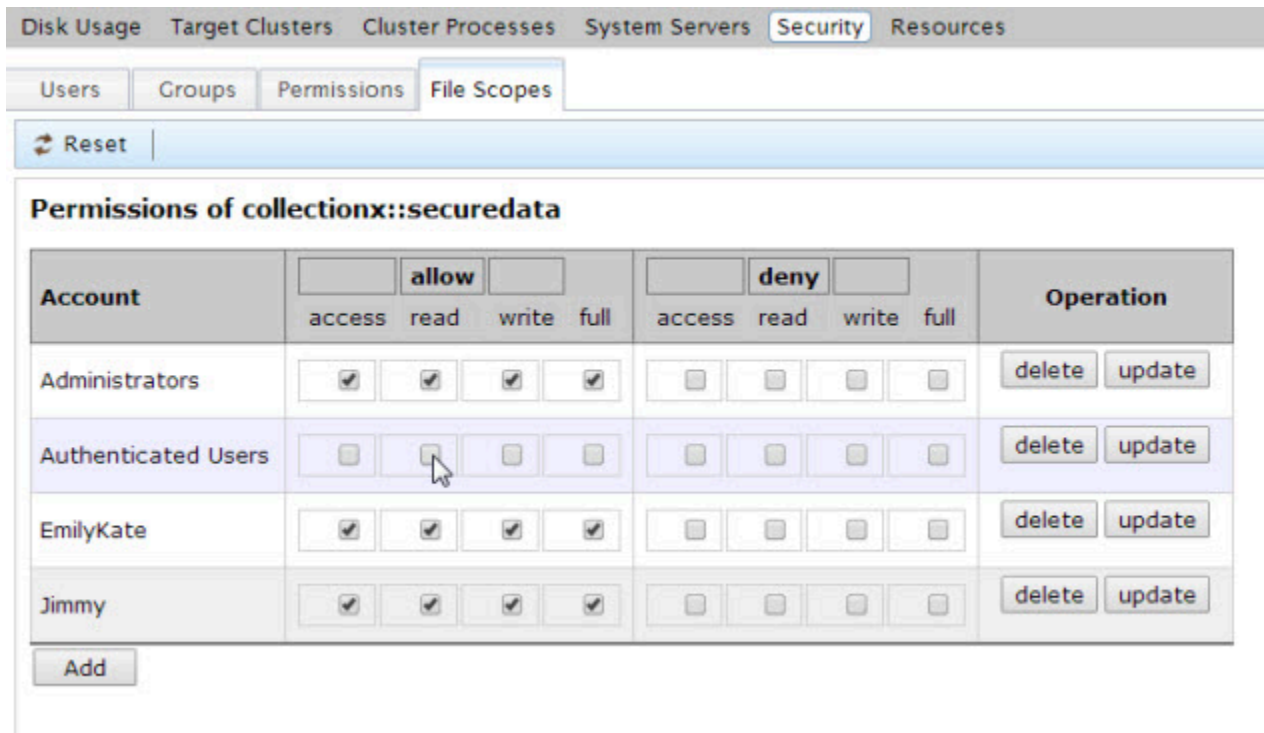 Disk Usage Target Clusters Cluster Processes System Servers Security Resources
Users Groups Permissions File Scopes
Reset
Permissions of collectionx::securedata
Account allow deny Operation
access read write full access read write full
Administrators delete update
Authenticated Users delete update
EmilyKate delete update
Jimmy delete update
Add